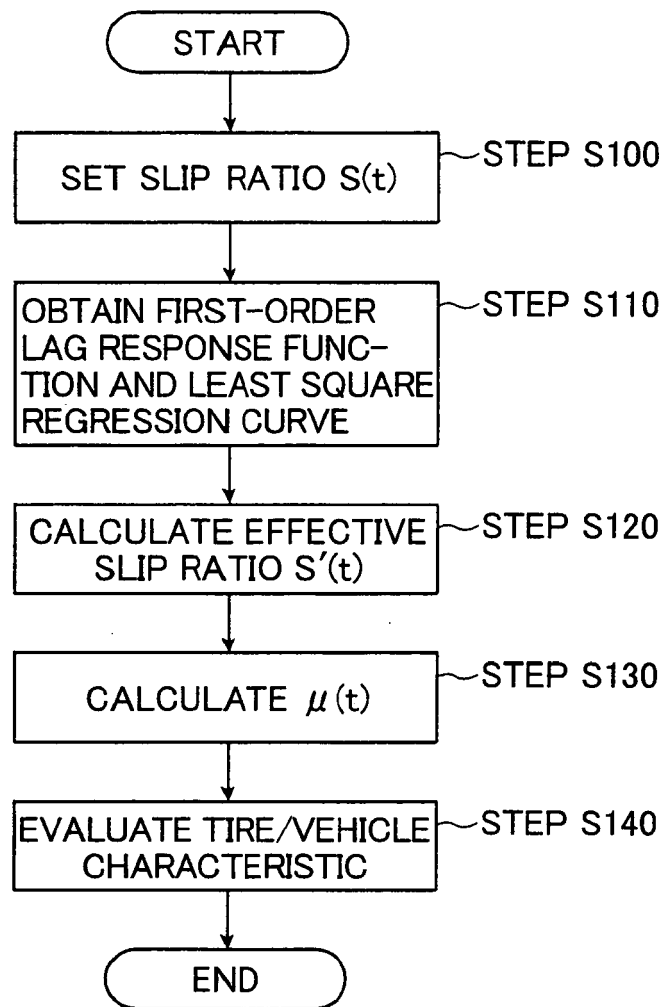 START
SET SLIP RATIO S(t)
STEP S100
OBTAIN FIRST-ORDER
LAG RESPONSE FUNC-
TION AND LEAST SQUARE
REGRESSION CURVE
STEP S110
CALCULATE EFFECTIVE
SLIP RATIO S′(t)
STEP S120
CALCULATE μ(t)
STEP S130
EVALUATE TIRE/VEHICLE
CHARACTERISTIC
STEP S140
END